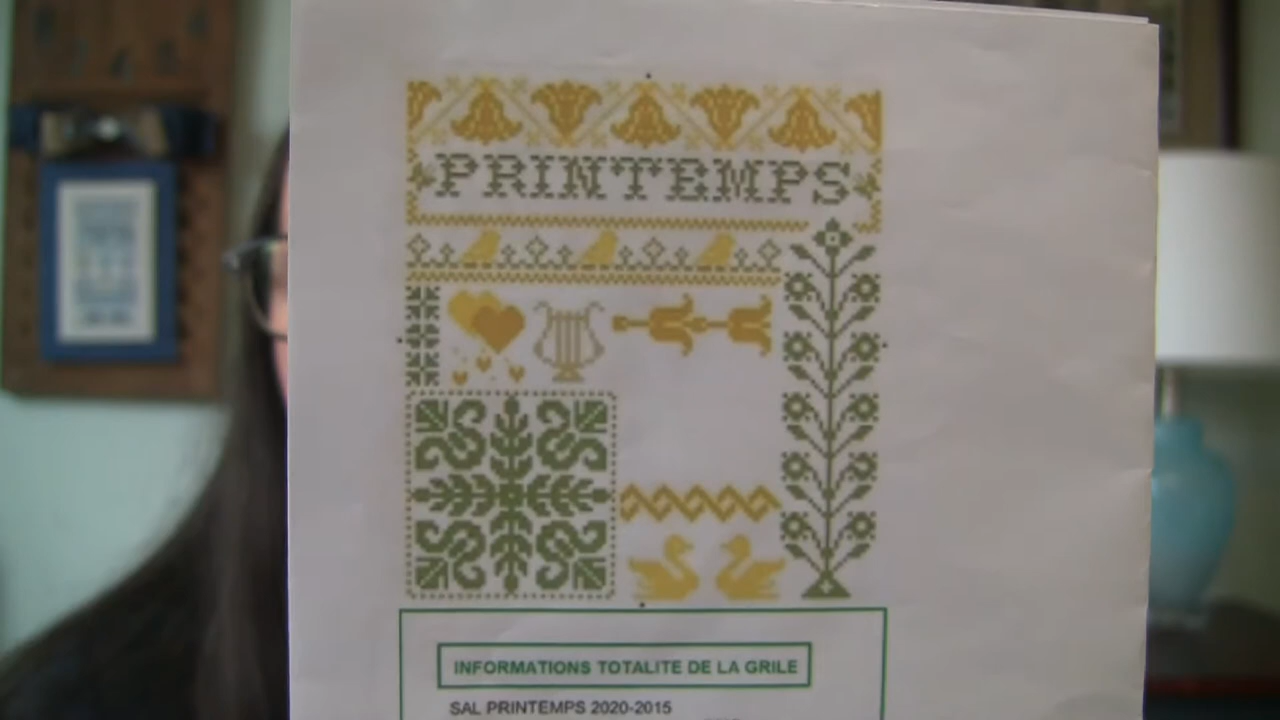 PRINTEMPS
INFORMATIONS TOTALITE DE LA GRILE
SAL PRINTEMPS 2020-2015